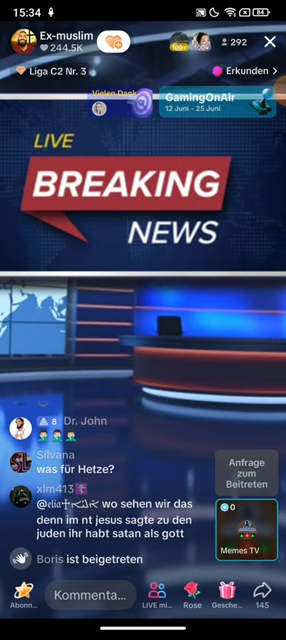 15:34
84
Ex-muslim
244.5K
100+
100+
292
Liga C2 Nr. 3
Erkunden >
Vielen Dank
GamingOnAir
12 Juni - 25 Juni
LIVE
BREAKING
NEWS
8 Dr. John
Silvana
was für Hetze?
xlm413
wo sehen wir das
denn im nt jesus sagte zu den
juden ihr habt satan als gott
Boris ist beigetreten
Anfrage
zum
Beitreten
0
Memes TV
Abonn...
Kommenta...
LIVE mi...
Rose
Gesche...
145